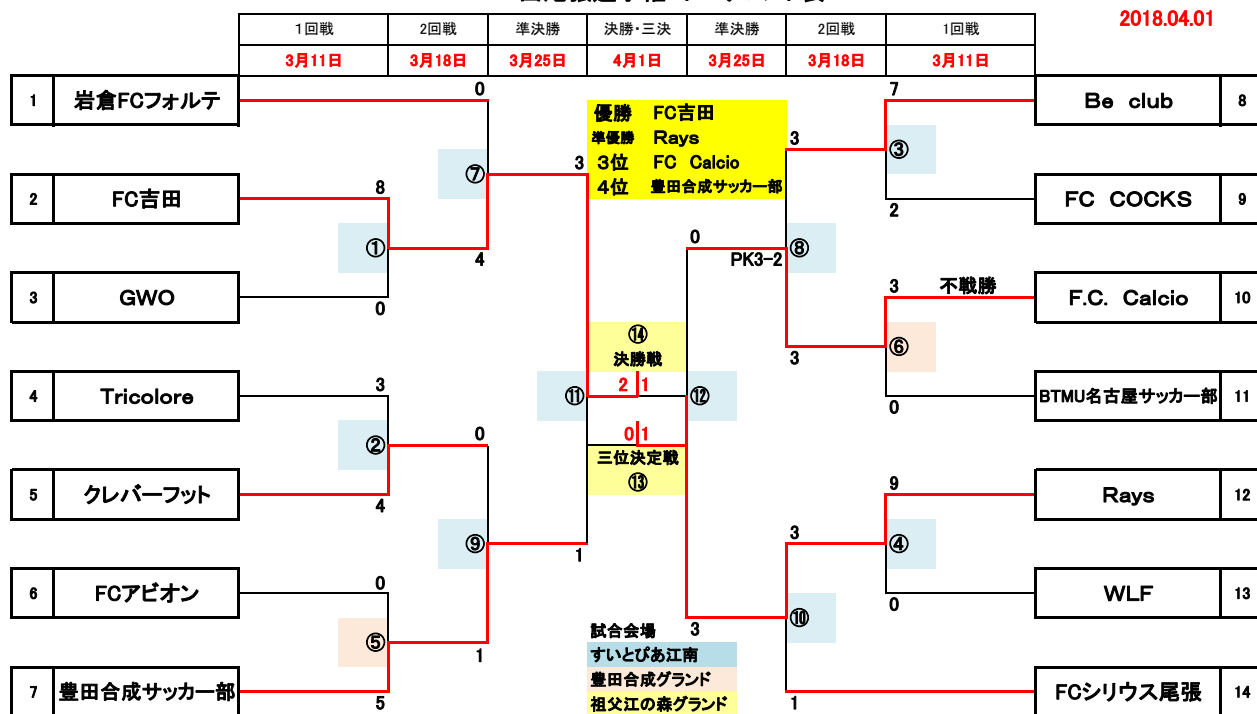 2018.04.01
1回戦 2回戦 準決勝 決勝・三決 準決勝 2回戦 1回戦
3月11日 3月18日 3月25日 4月1日 3月25日 3月18日 3月11日
1 岩倉FCフォルテ
2 FC吉田
3 GWO
4 Tricolore
5 クレバーフット
6 FCアビオン
7 豊田合成サッカー部
0
8
⑦
①
4
0
3
3
②
0
4
⑨
0
⑤
1
5
1
優勝 FC吉田
準優勝 Rays
3位 FC Calcio
4位 豊田合成サッカー部
⑭
決勝戦
2 1
⑪
⑫
0 1
三位決定戦
⑬
試合会場
すいとぴあ江南
豊田合成グランド
祖父江の森グランド
7
3
③
2
0
PK3-2
⑧
3 不戦勝
⑥
3
0
9
3
④
0
3
⑩
1
Be club 8
FC COCKS 9
F.C. Calcio 10
BTMU名古屋サッカー部 11
Rays 12
WLF 13
FCシリウス尾張 14